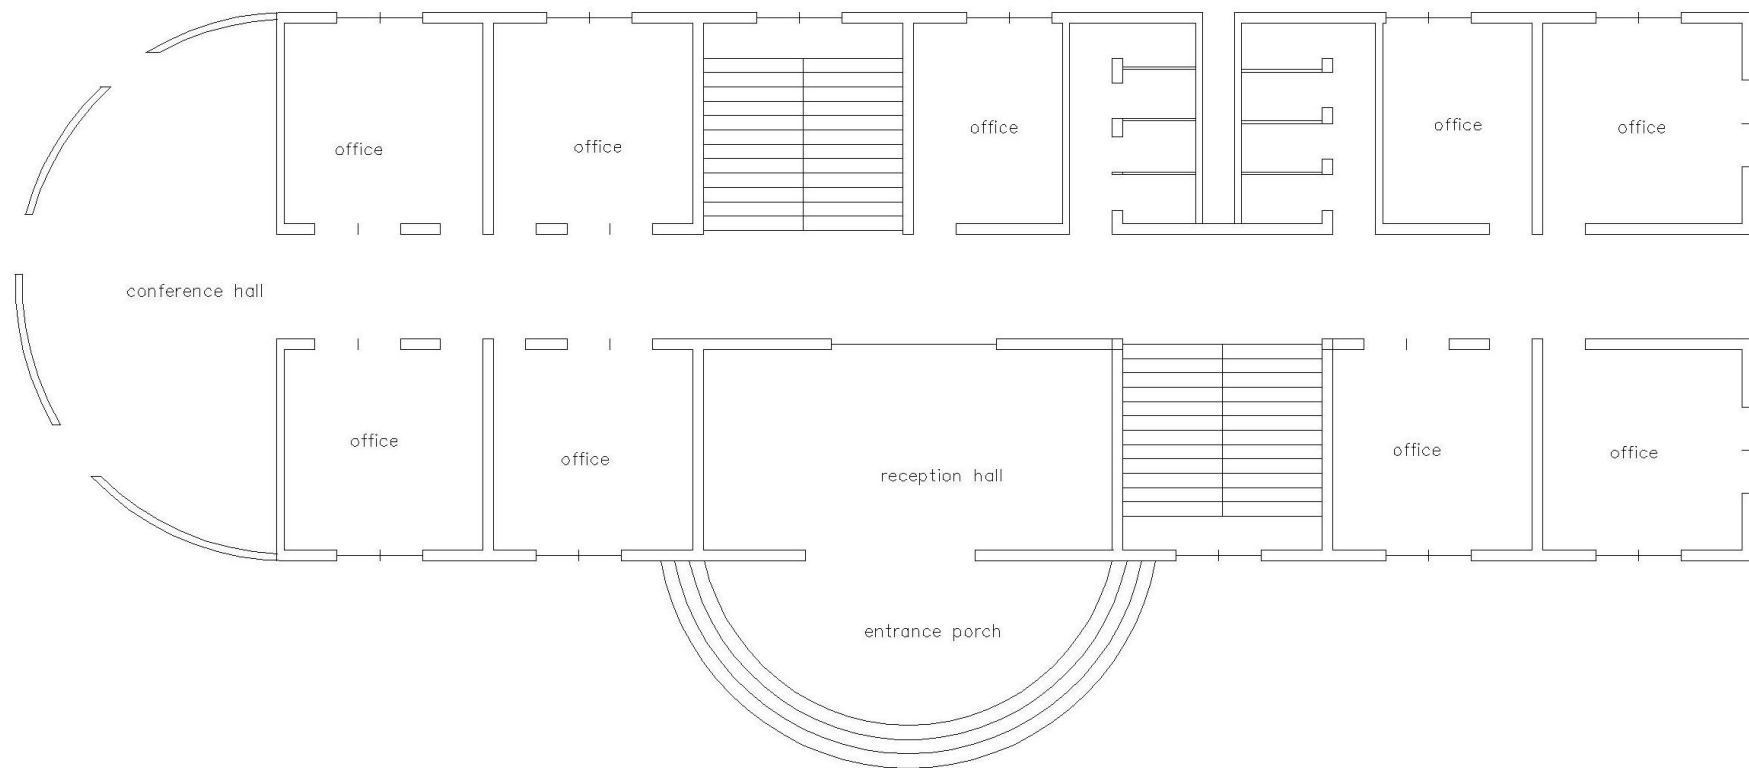 office
office
office
office
office
conference hall
office
office
reception hall
office
office
entrance porch